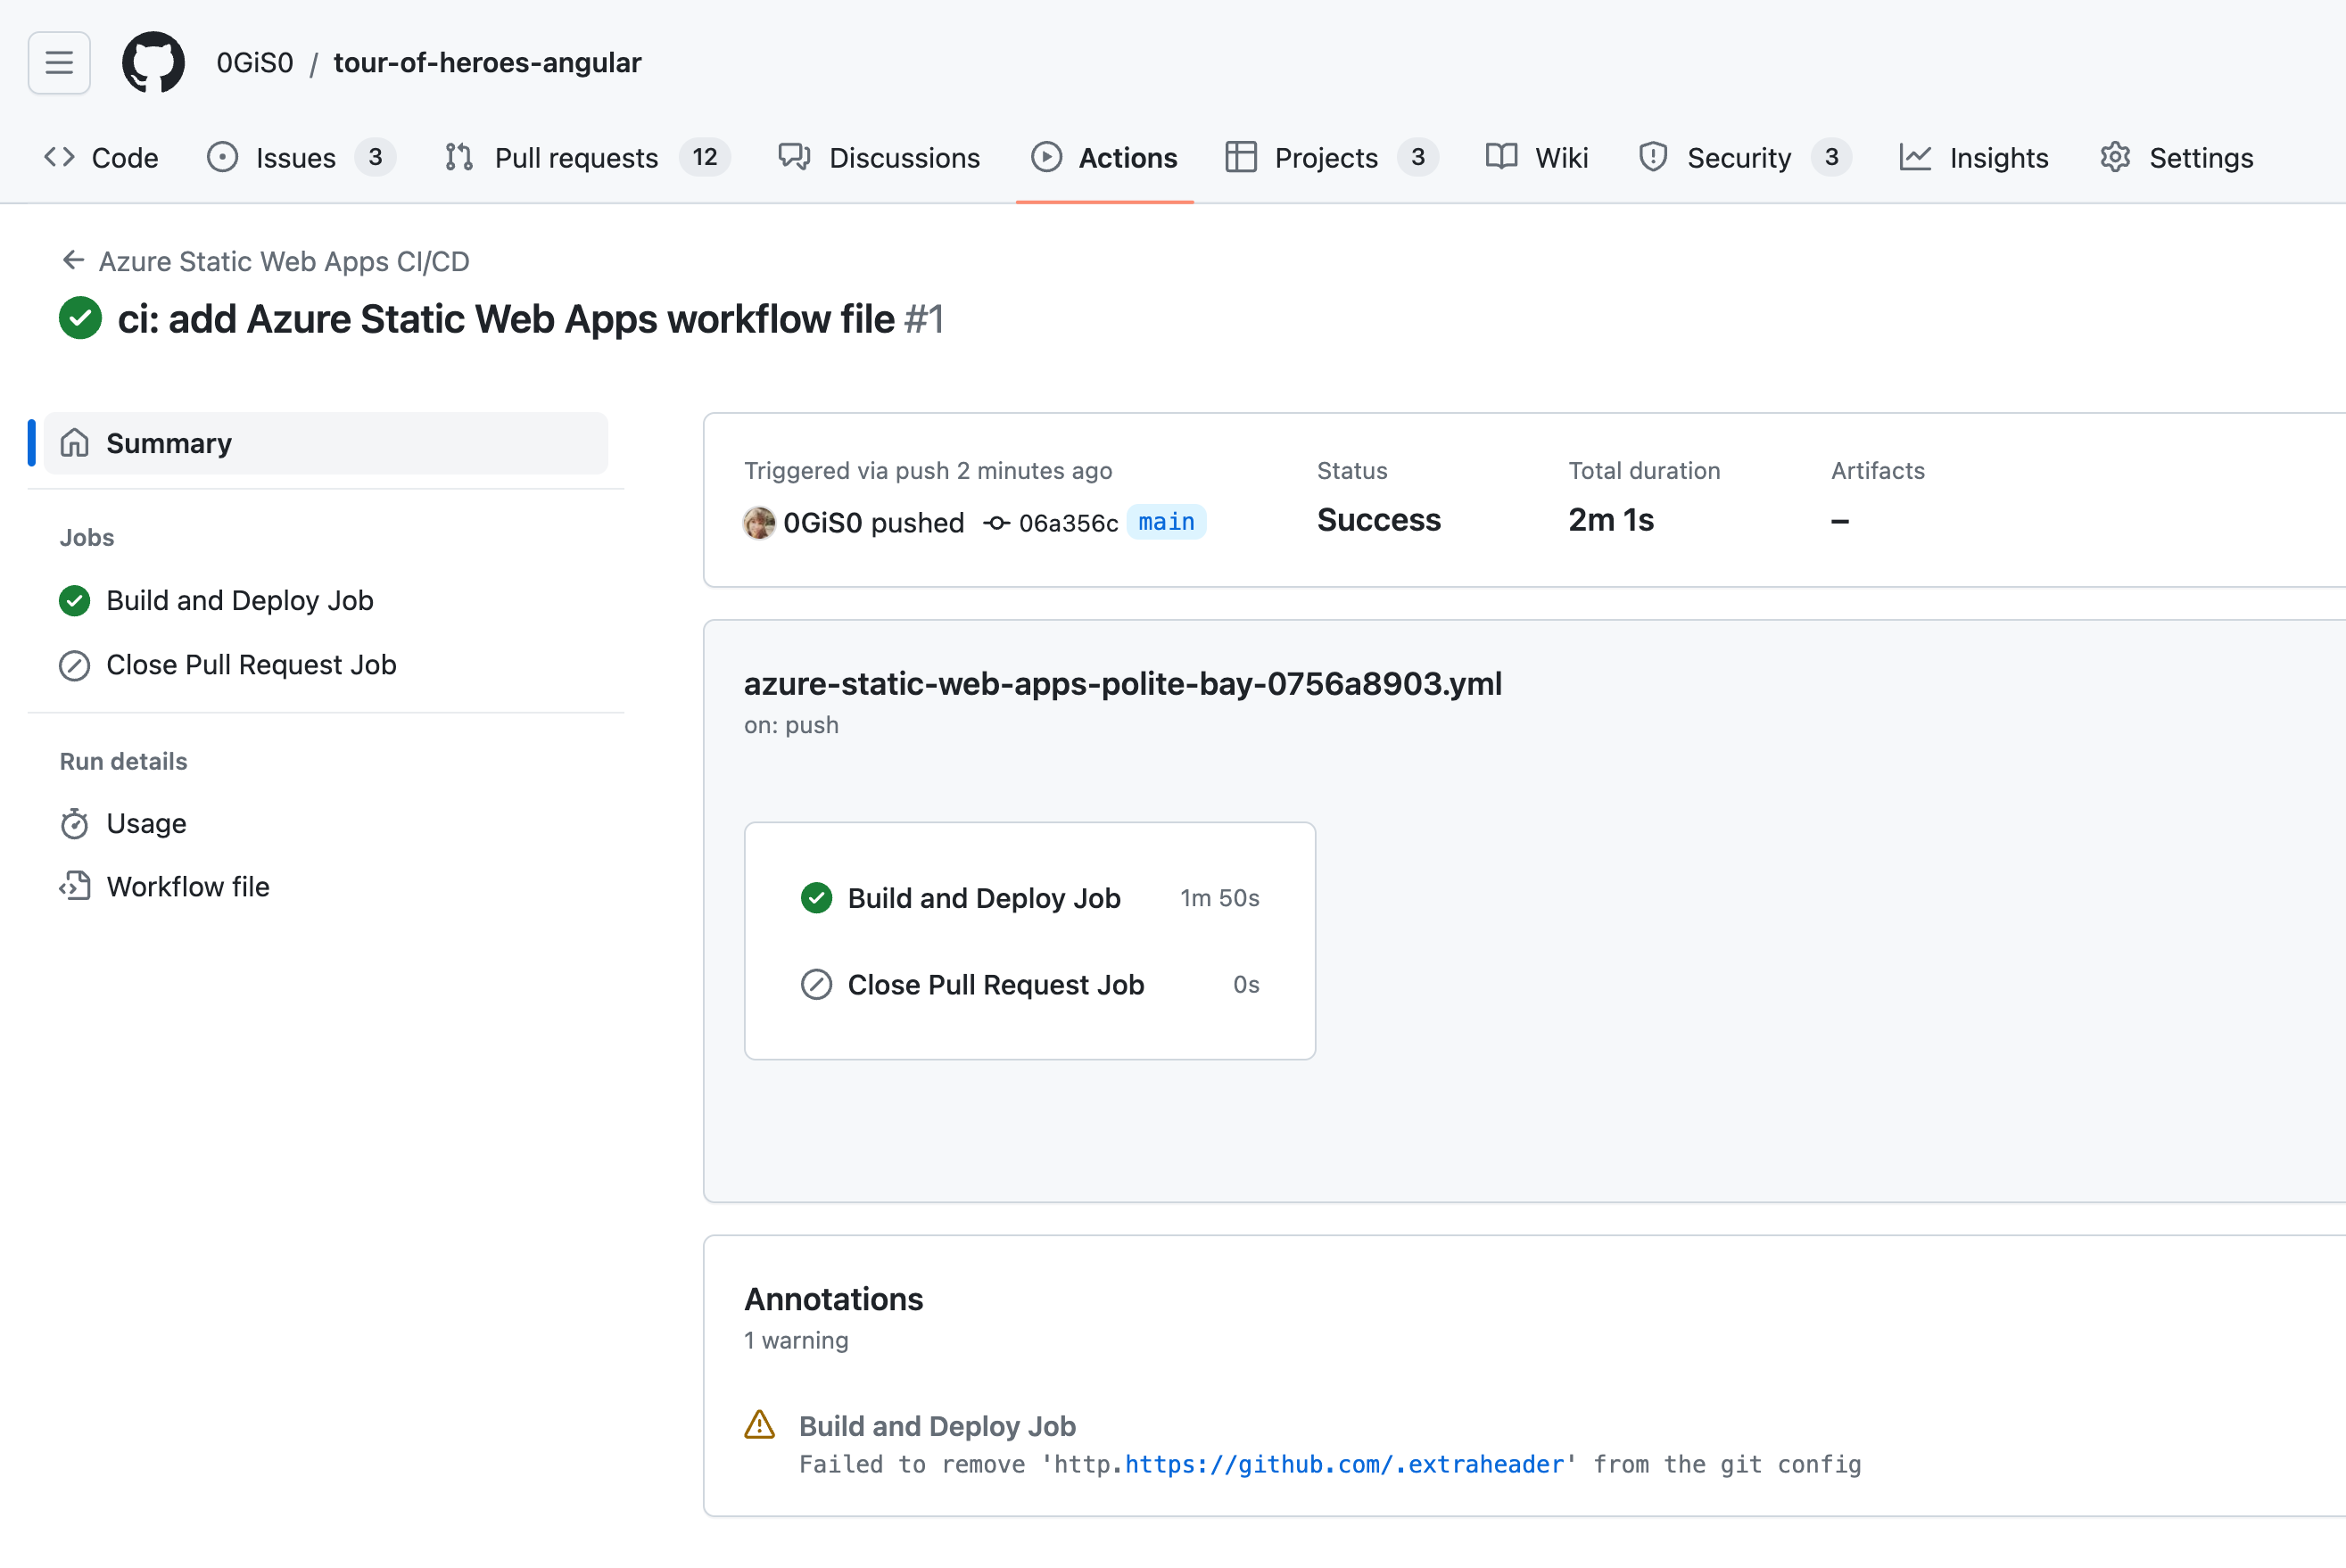 0GiS0 / tour-of-heroes-angular
Code Issues 3 Pull requests 12 Discussions Actions Projects 3 Wiki Security 3 Insights Settings
Azure Static Web Apps CI/CD
ci: add Azure Static Web Apps workflow file #1
Summary
Jobs
Build and Deploy Job
Close Pull Request Job
Run details
Usage
Workflow file
Triggered via push 2 minutes ago
0GiS0 pushed 06a356c main
Status
Success
Total duration
2m 1s
Artifacts
–
azure-static-web-apps-polite-bay-0756a8903.yml
on: push
Build and Deploy Job 1m 50s
Close Pull Request Job 0s
Annotations
1 warning
Build and Deploy Job
Failed to remove 'http.https://github.com/.extraheader' from the git config